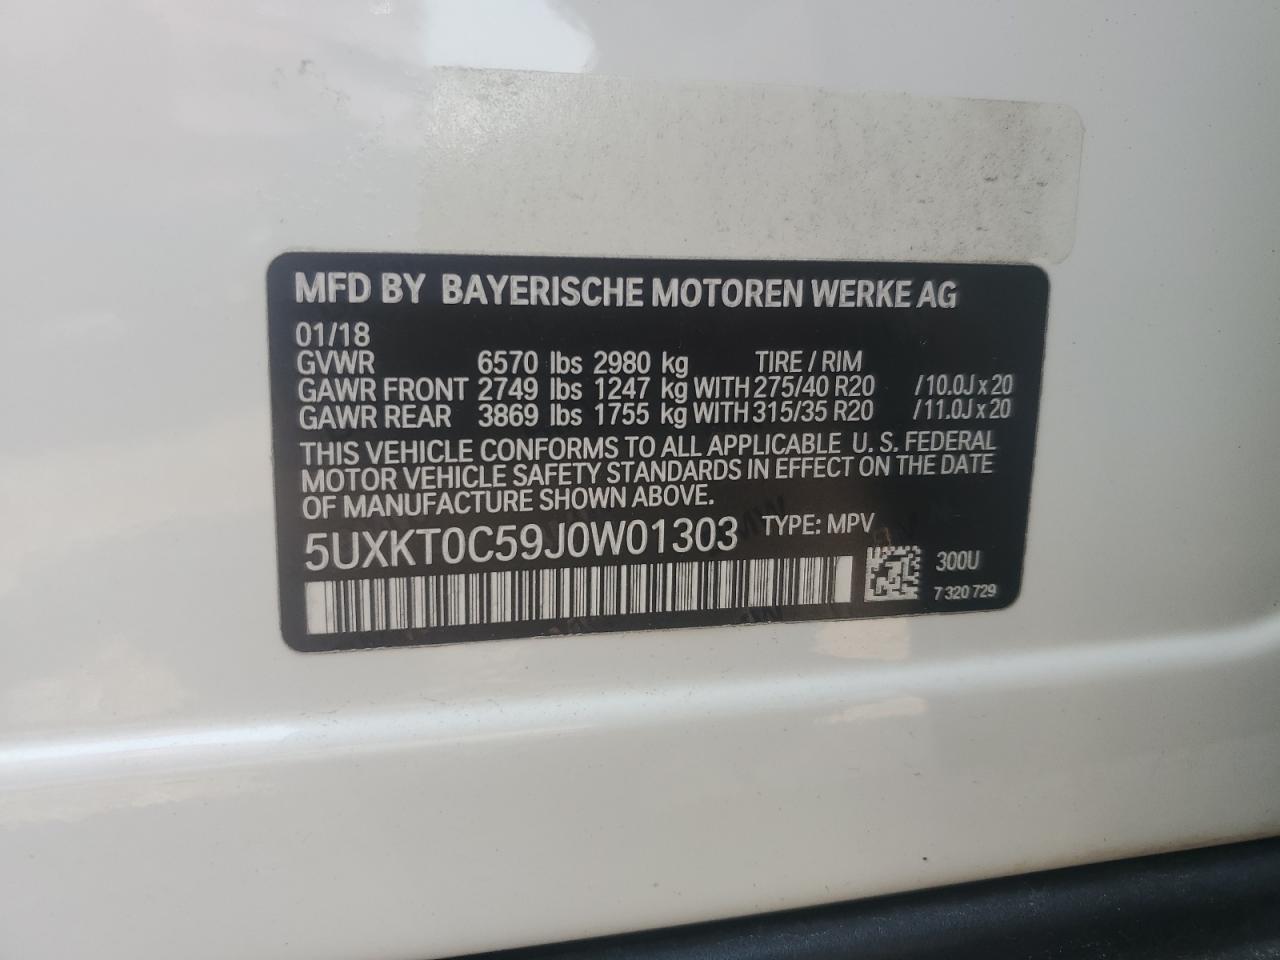 MFD BY BAYERISCHE MOTOREN WERKE AG
01/18
GVWR 6570 lbs 2980 kg TIRE / RIM
GAWR FRONT 2749 lbs 1247 kg WITH 275/40 R20 /10.0J x 20
GAWR REAR 3869 lbs 1755 kg WITH 315/35 R20 /11.0J x 20
THIS VEHICLE CONFORMS TO ALL APPLICABLE U. S. FEDERAL
MOTOR VEHICLE SAFETY STANDARDS IN EFFECT ON THE DATE
OF MANUFACTURE SHOWN ABOVE.
5UXKT0C59J0W01303 TYPE: MPV
300U
7 320 729